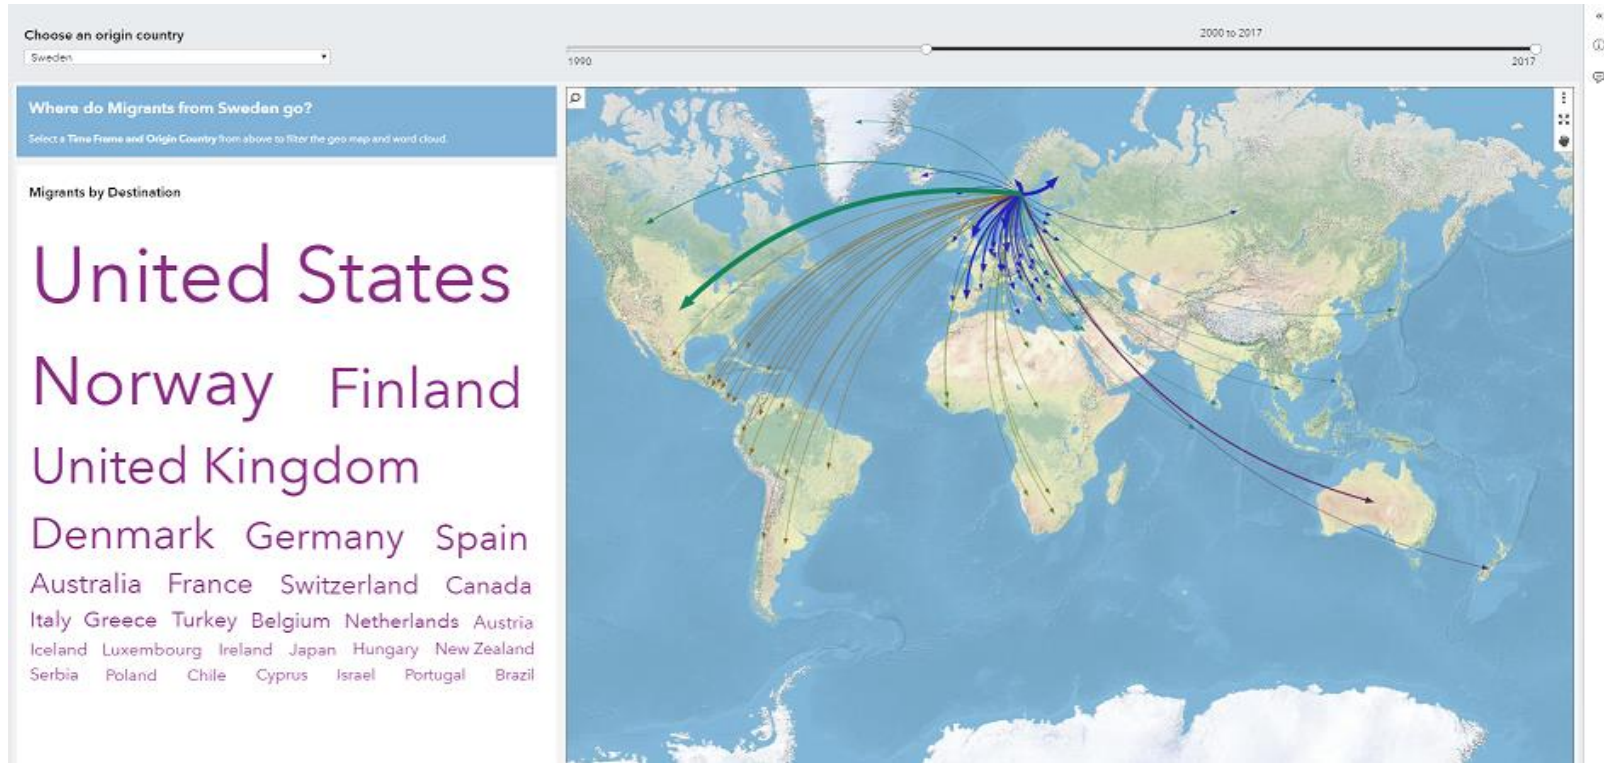 Choose an origin country
Sweden
2000 to 2017
1990
2017
Where do Migrants from Sweden go?
Select a Time Frame and Origin Country from above to filter the geo map and word cloud.
Migrants by Destination
United States
Norway Finland
United Kingdom
Denmark Germany Spain
Australia France Switzerland Canada
Italy Greece Turkey Belgium Netherlands Austria
Iceland Luxembourg Ireland Japan Hungary New Zealand
Serbia Poland Chile Cyprus Israel Portugal Brazil